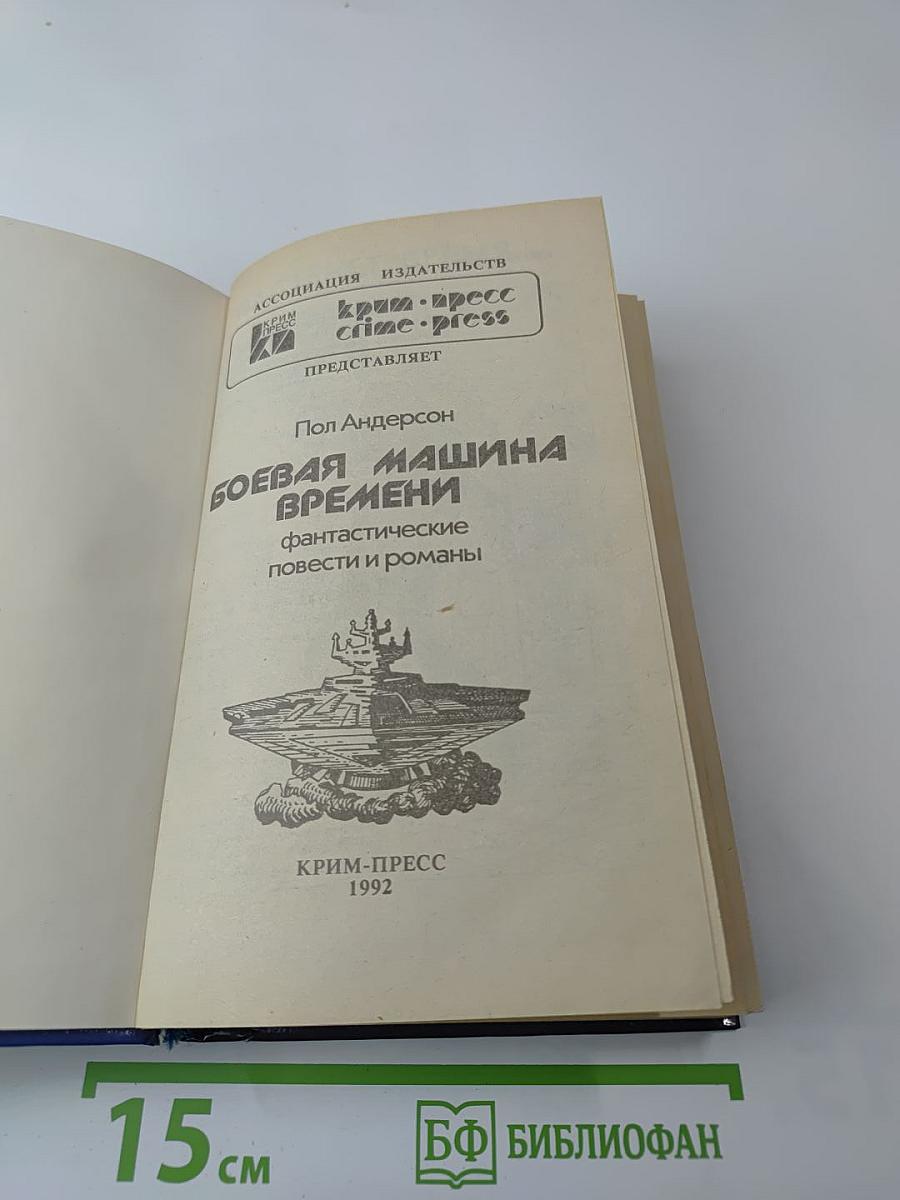 АССОЦИАЦИЯ ИЗДАТЕЛЬСТВ
КРИМ
ПРЕСС
КП
крим·пресс
crime·press
ПРЕДСТАВЛЯЕТ
Пол Андерсон
БОЕВАЯ МАШИНА
ВРЕМЕНИ
фантастические
повести и романы
КРИМ-ПРЕСС
1992
15 см
БФ БИБЛИОФАН